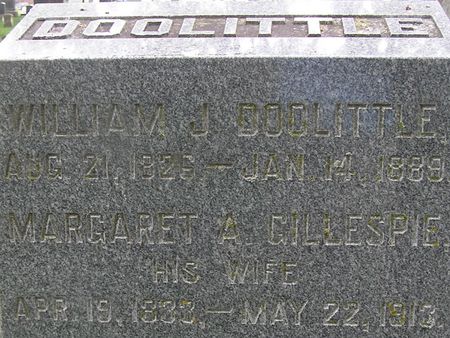 DOOLITTLE
WILLIAM J. DOOLITTLE,
AUG. 21, 1826 — JAN. 14, 1889.
MARGARET A. GILLESPIE,
HIS WIFE
APR. 19, 1833, — MAY 22, 1913.